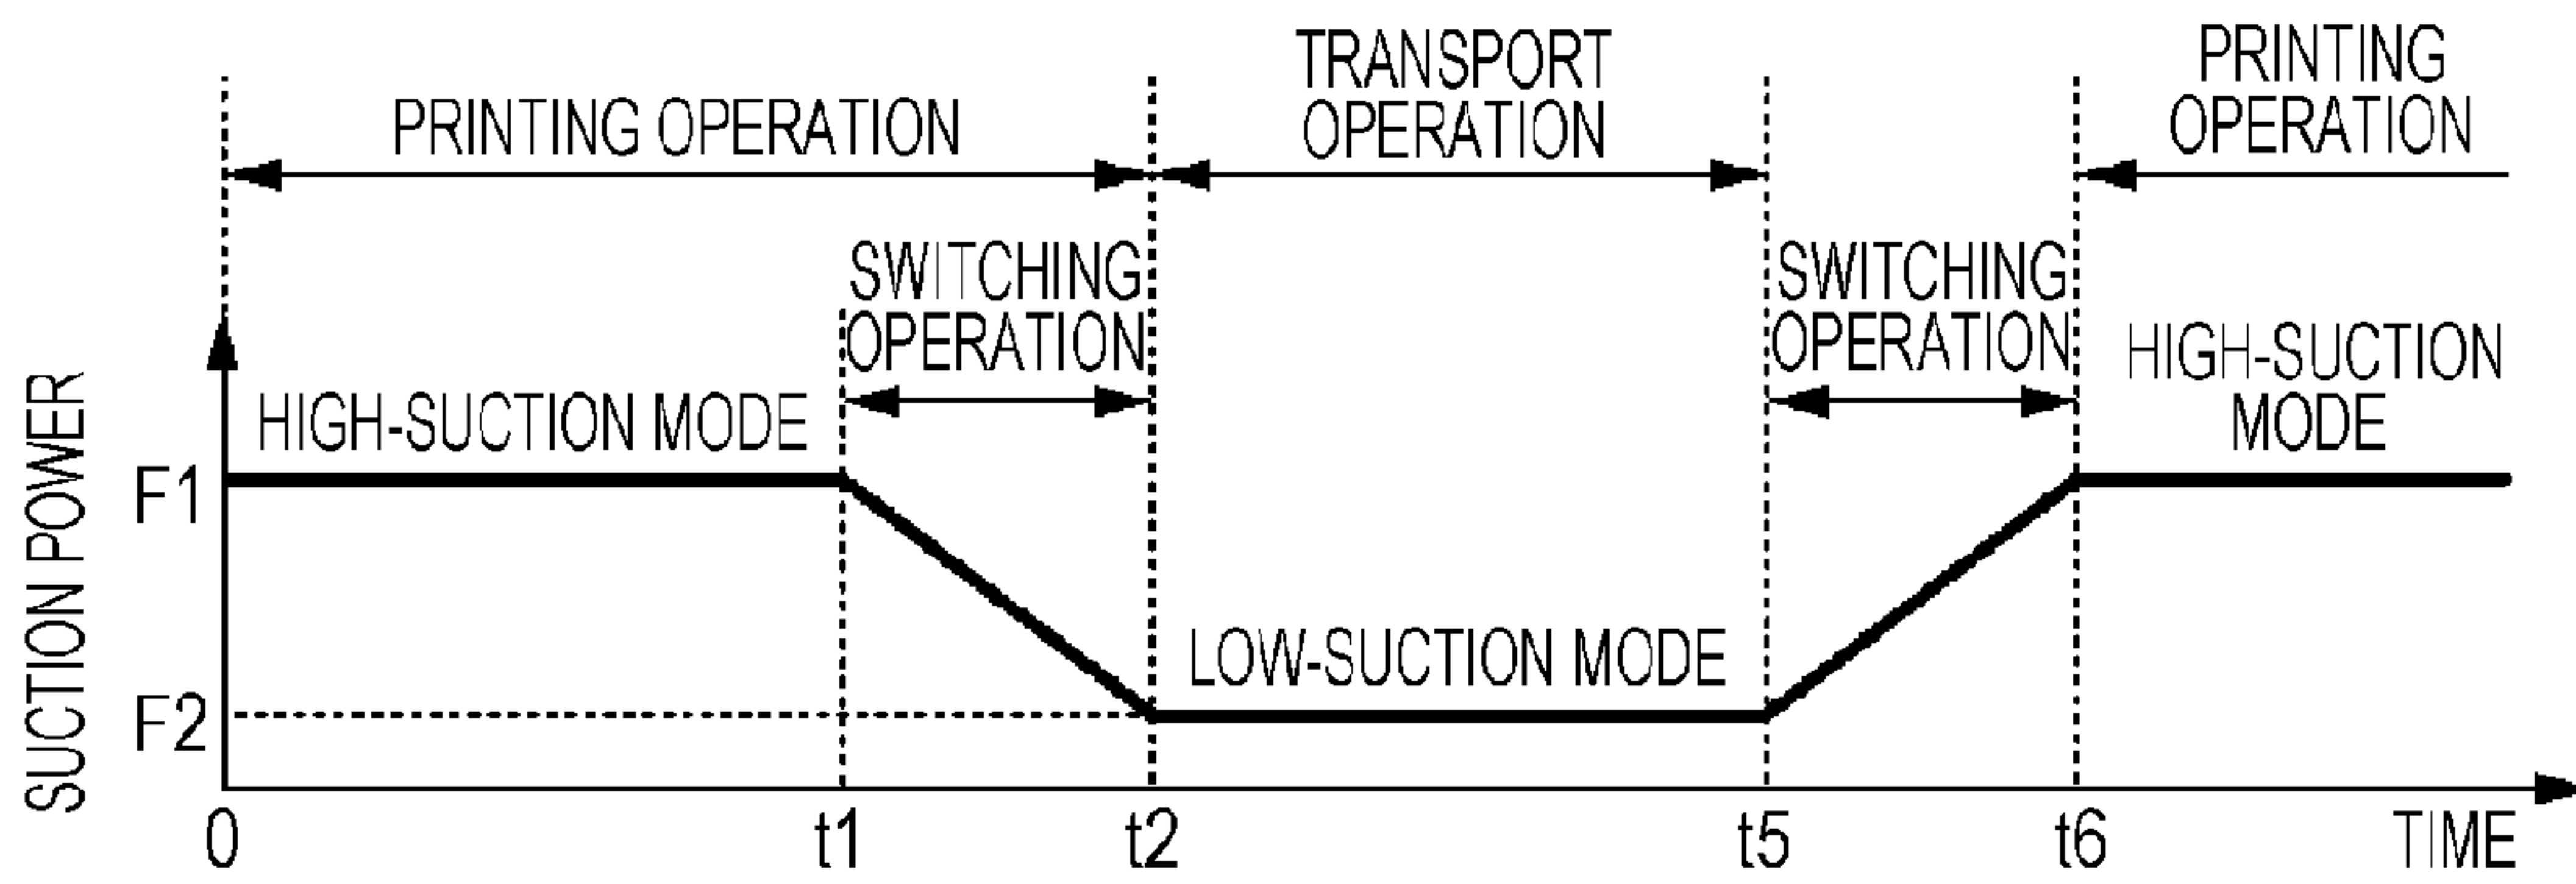 PRINTING OPERATION
TRANSPORT
OPERATION
PRINTING
OPERATION
SWITCHING
OPERATION
SWITCHING
OPERATION
HIGH-SUCTION MODE
HIGH-SUCTION
MODE
LOW-SUCTION MODE
SUCTION POWER
F1
F2
0
t1
t2
t5
t6
TIME